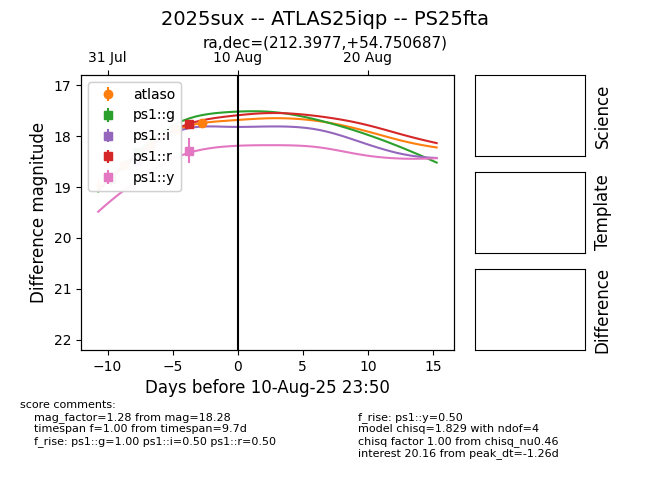 2025sux -- ATLAS25iqp -- PS25fta
ra,dec=(212.3977,+54.750687)
31 Jul 10 Aug 20 Aug
atlaso
ps1::g
ps1::i
ps1::r
ps1::y
17
18
19
20
21
22
Difference magnitude
−10 −5 0 5 10 15
Days before 10-Aug-25 23:50
Science
Template
Difference
score comments:
mag_factor=1.28 from mag=18.28
timespan f=1.00 from timespan=9.7d
f_rise: ps1::g=1.00 ps1::i=0.50 ps1::r=0.50
f_rise: ps1::y=0.50
model chisq=1.829 with ndof=4
chisq factor 1.00 from chisq_nu0.46
interest 20.16 from peak_dt=-1.26d